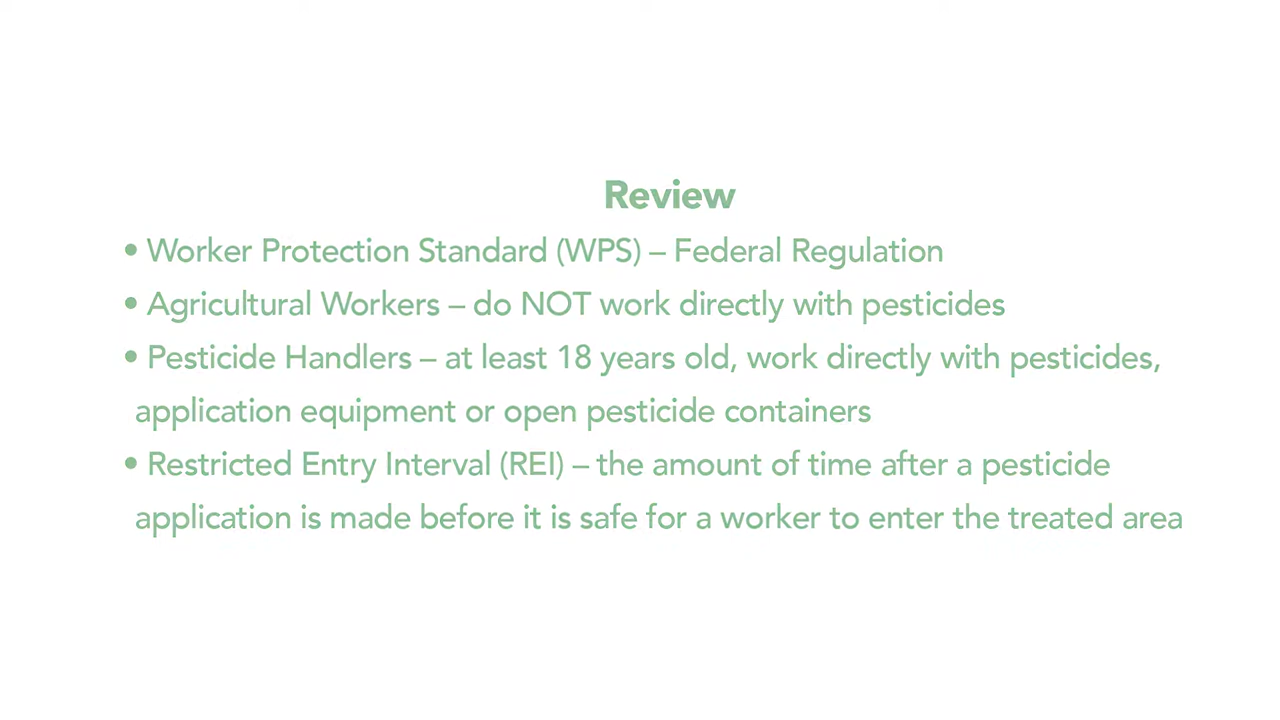 Review
• Worker Protection Standard (WPS) – Federal Regulation
• Agricultural Workers – do NOT work directly with pesticides
• Pesticide Handlers – at least 18 years old, work directly with pesticides,
application equipment or open pesticide containers
• Restricted Entry Interval (REI) – the amount of time after a pesticide
application is made before it is safe for a worker to enter the treated area